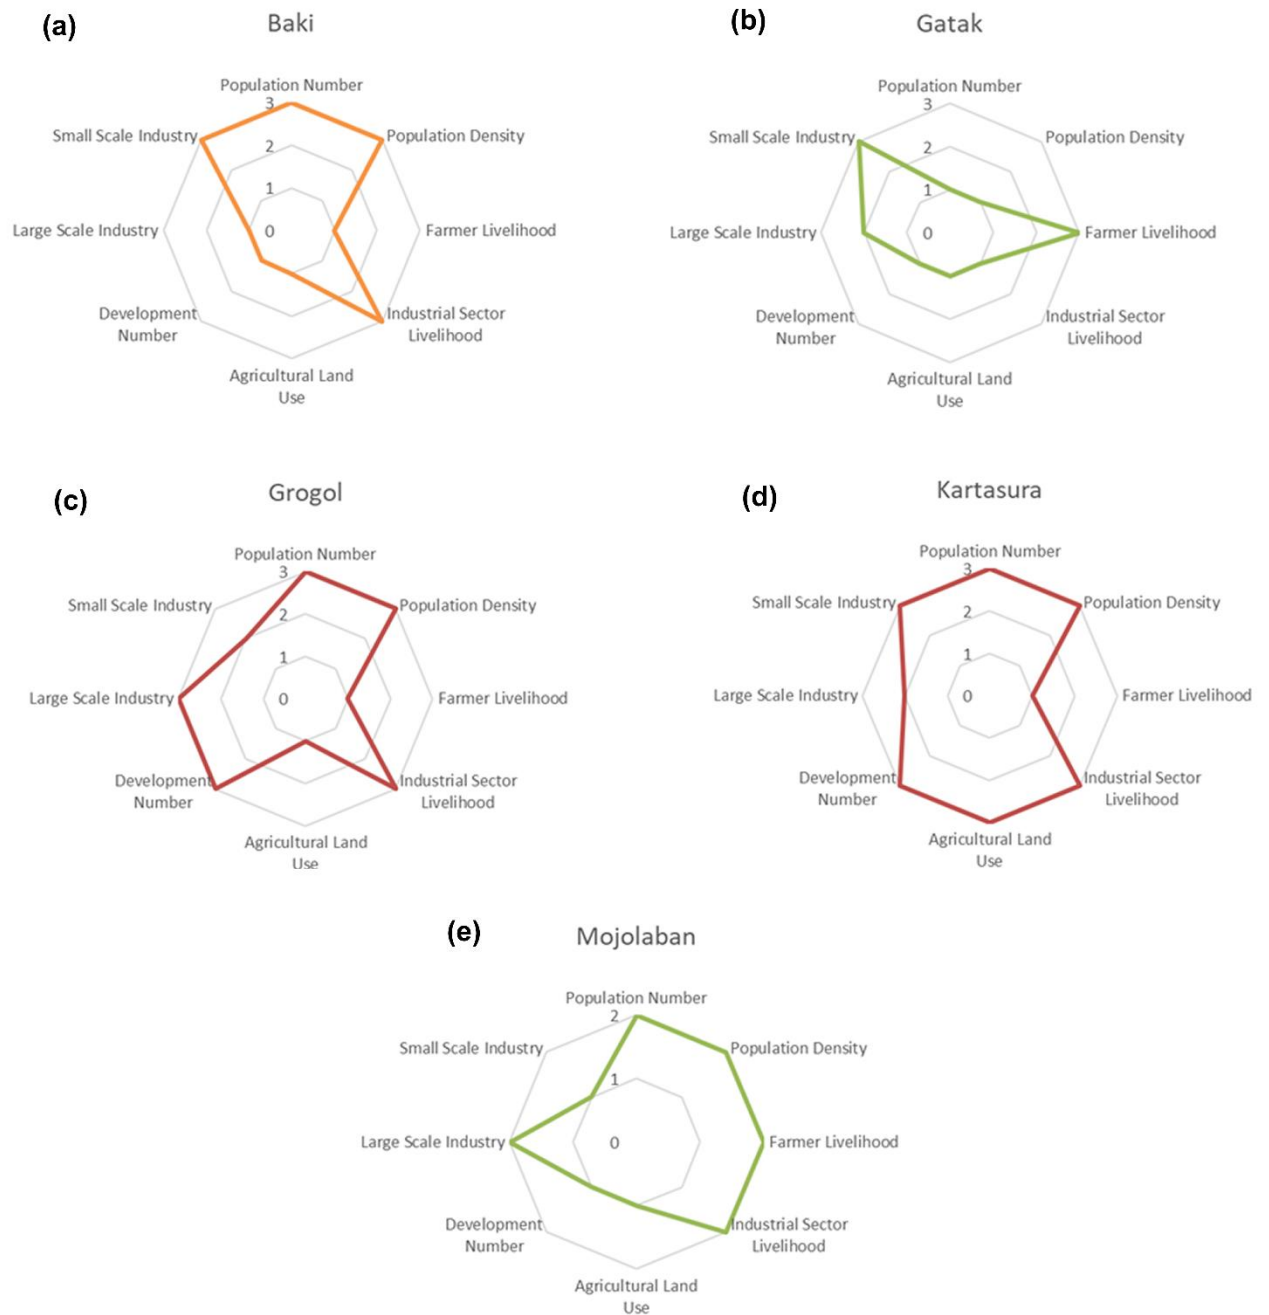 (a)
Baki
Population Number
3
Small Scale Industry
Population Density
2
1
Large Scale Industry
0
Farmer Livelihood
Development
Number
Industrial Sector
Livelihood
Agricultural Land
Use
(b)
Gatak
Population Number
3
Small Scale Industry
Population Density
2
1
Large Scale Industry
0
Farmer Livelihood
Development
Number
Industrial Sector
Livelihood
Agricultural Land
Use
(c)
Grogol
Population Number
3
Small Scale Industry
Population Density
2
1
Large Scale Industry
0
Farmer Livelihood
Development
Number
Industrial Sector
Livelihood
Agricultural Land
Use
(d)
Kartasura
Population Number
3
Small Scale Industry
Population Density
2
1
Large Scale Industry
0
Farmer Livelihood
Development
Number
Industrial Sector
Livelihood
Agricultural Land
Use
(e)
Mojolaban
Population Number
2
Small Scale Industry
Population Density
1
Large Scale Industry
0
Farmer Livelihood
Development
Number
Industrial Sector
Livelihood
Agricultural Land
Use